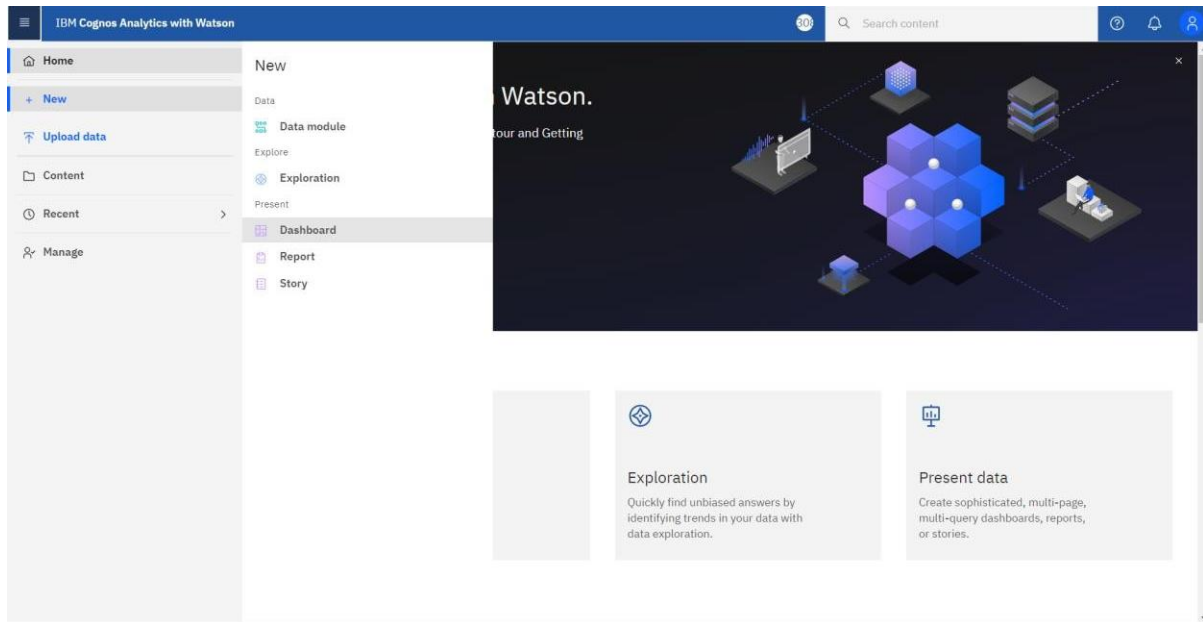 IBM Cognos Analytics with Watson
30
Search content
Home
New
Upload data
Content
Recent
Manage
New
Data
Data module
Explore
Exploration
Present
Dashboard
Report
Story
Watson.
tour and Getting
Exploration
Quickly find unbiased answers by
identifying trends in your data with
data exploration.
Present data
Create sophisticated, multi-page,
multi-query dashboards, reports,
or stories.